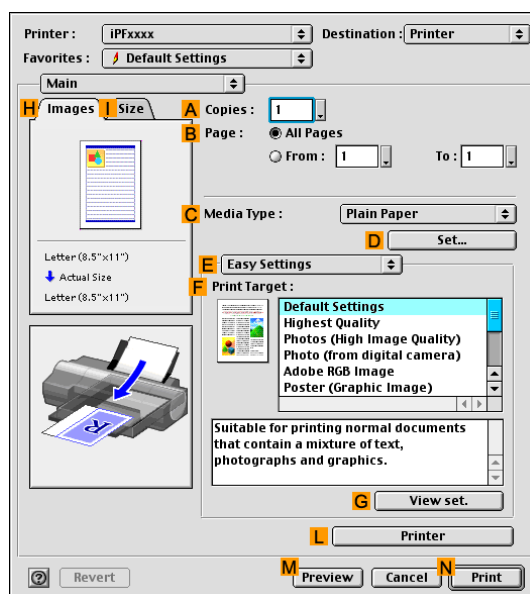 Printer : iPFxxxx Destination : Printer
Favorites : Default Settings
Main
H Images I Size
A Copies : 1
B Page : All Pages
From : 1 To : 1
C Media Type : Plain Paper
D Set...
Letter (8.5"x11")
Actual Size
Letter (8.5"x11")
E Easy Settings
F Print Target :
Default Settings
Highest Quality
Photos (High Image Quality)
Photo (from digital camera)
Adobe RGB Image
Poster (Graphic Image)
R
Suitable for printing normal documents
that contain a mixture of text,
photographs and graphics.
G View set.
L Printer
? Revert M Preview Cancel N Print